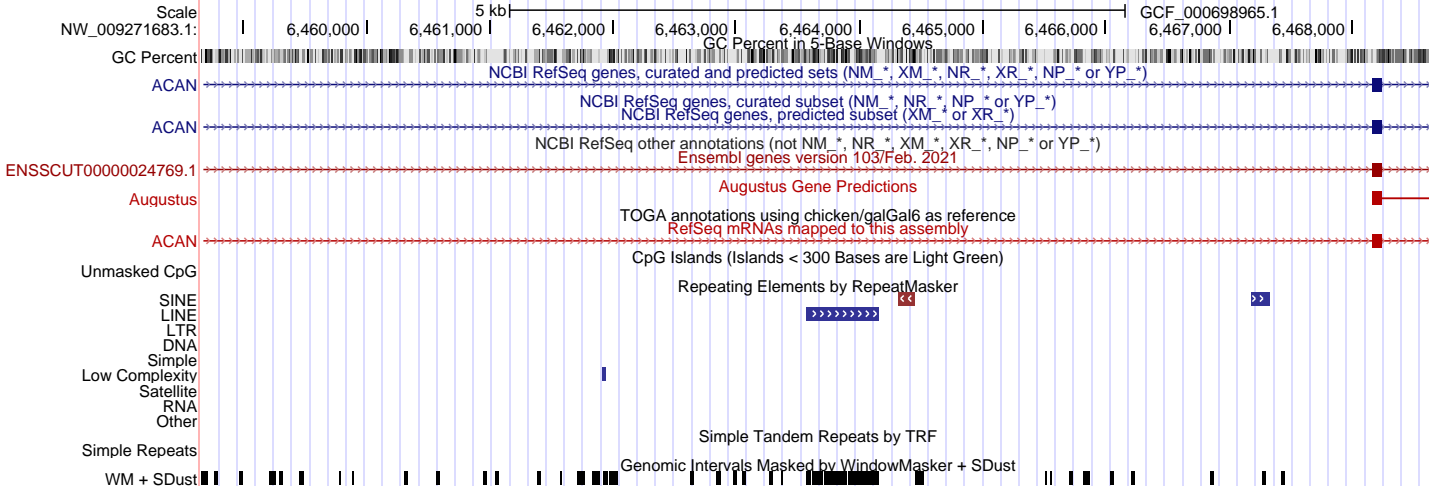 Scale 5 kb GCF_000698965.1
NW_009271683.1: 6,460,000 6,461,000 6,462,000 6,463,000 6,464,000 6,465,000 6,466,000 6,467,000 6,468,000
GC Percent in 5-Base Windows
GC Percent
NCBI RefSeq genes, curated and predicted sets (NM_*, XM_*, NR_*, XR_*, NP_* or YP_*)
ACAN
NCBI RefSeq genes, curated subset (NM_*, NR_*, NP_* or YP_*)
NCBI RefSeq genes, predicted subset (XM_* or XR_*)
ACAN
NCBI RefSeq other annotations (not NM_*, NR_*, XM_*, XR_*, NP_* or YP_*)
Ensembl genes version 103/Feb. 2021
ENSSCUT00000024769.1
Augustus Gene Predictions
Augustus
TOGA annotations using chicken/galGal6 as reference
RefSeq mRNAs mapped to this assembly
ACAN
CpG Islands (Islands < 300 Bases are Light Green)
Unmasked CpG
Repeating Elements by RepeatMasker
SINE
LINE
LTR
DNA
Simple
Low Complexity
Satellite
RNA
Other
Simple Tandem Repeats by TRF
Simple Repeats
Genomic Intervals Masked by WindowMasker + SDust
WM + SDust